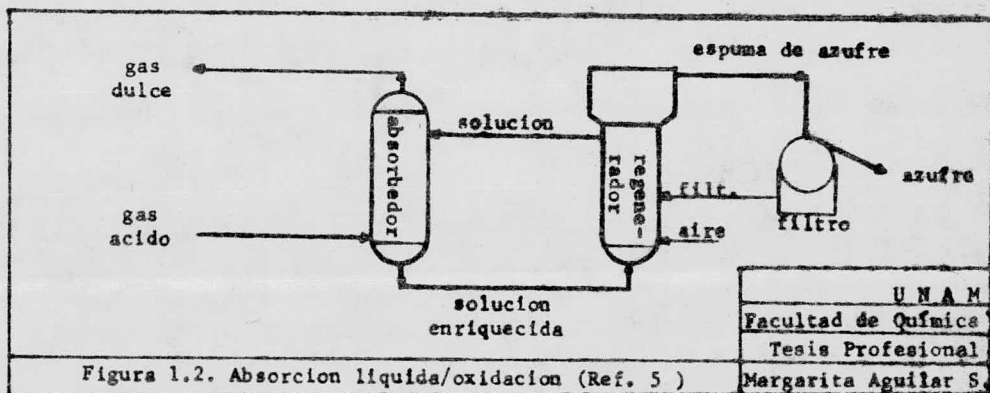 espuma de azufre
gas
dulce
solucion
absorbedor
regene-
rador
azufre
filt.
gas
acido
aire
filtro
solucion
enriquecida
U N A M
Facultad de Química
Tesis Profesional
Figura 1.2. Absorcion liquida/oxidacion (Ref. 5 )
Margarita Aguilar S.